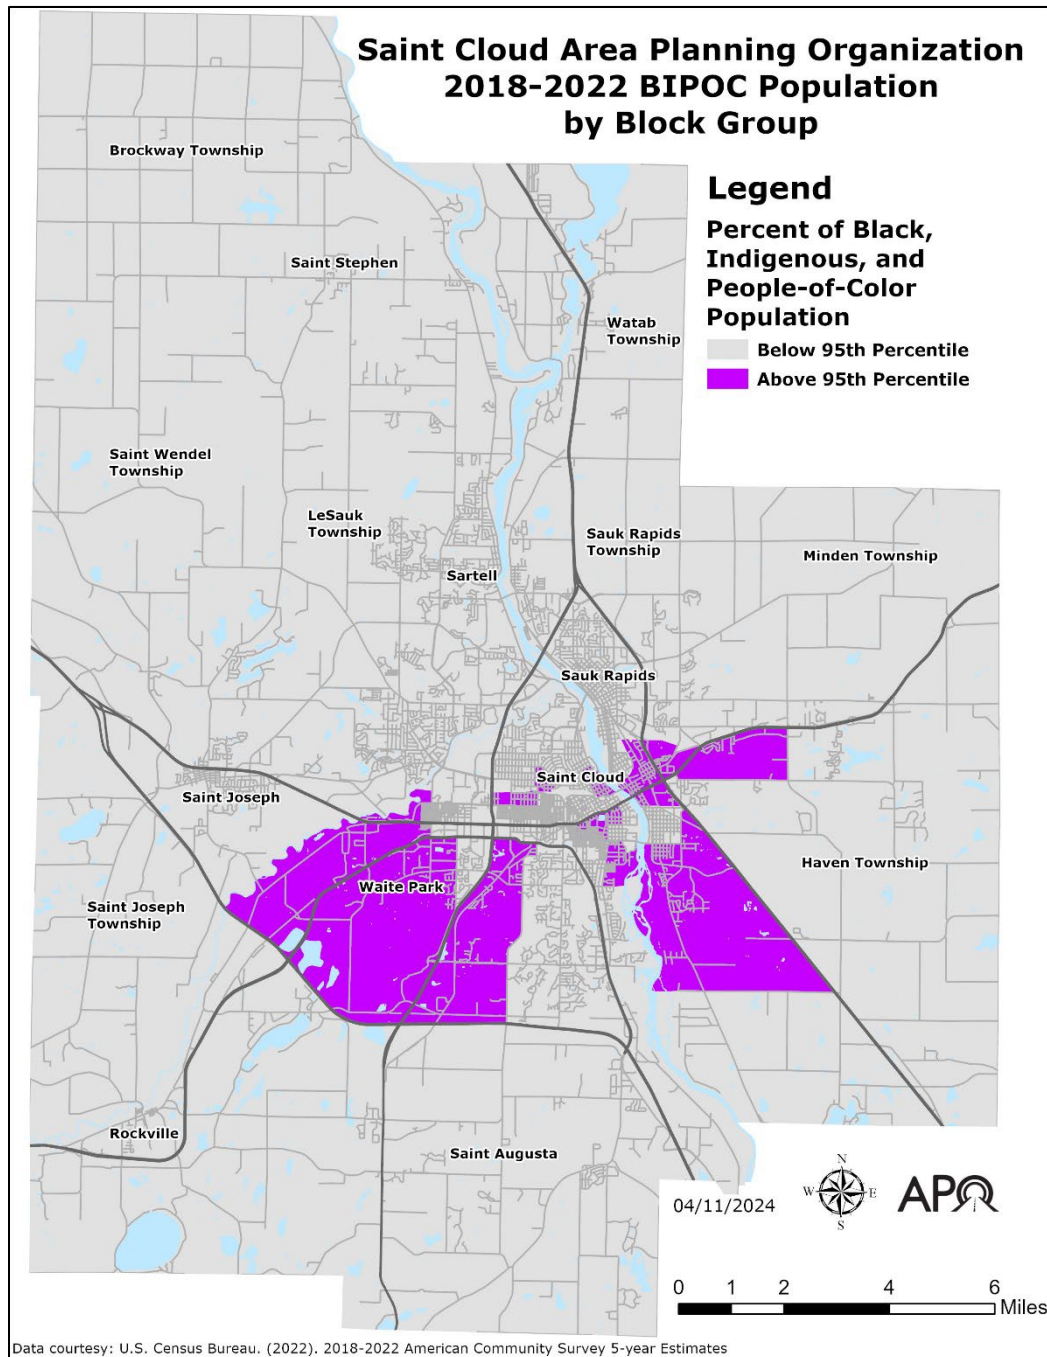 Saint Cloud Area Planning Organization
2018-2022 BIPOC Population
by Block Group
Legend
Percent of Black,
Indigenous, and
People-of-Color
Population
Below 95th Percentile
Above 95th Percentile
Brockway Township
Saint Stephen
Watab
Township
Saint Wendel
Township
LeSauk
Township
Sauk Rapids
Township
Minden Township
Sartell
Sauk Rapids
Saint Cloud
Saint Joseph
Waite Park
Haven Township
Saint Joseph
Township
Rockville
Saint Augusta
04/11/2024
N
W
E
S
APO
0 1 2 4 6
Miles
Data courtesy: U.S. Census Bureau. (2022). 2018-2022 American Community Survey 5-year Estimates